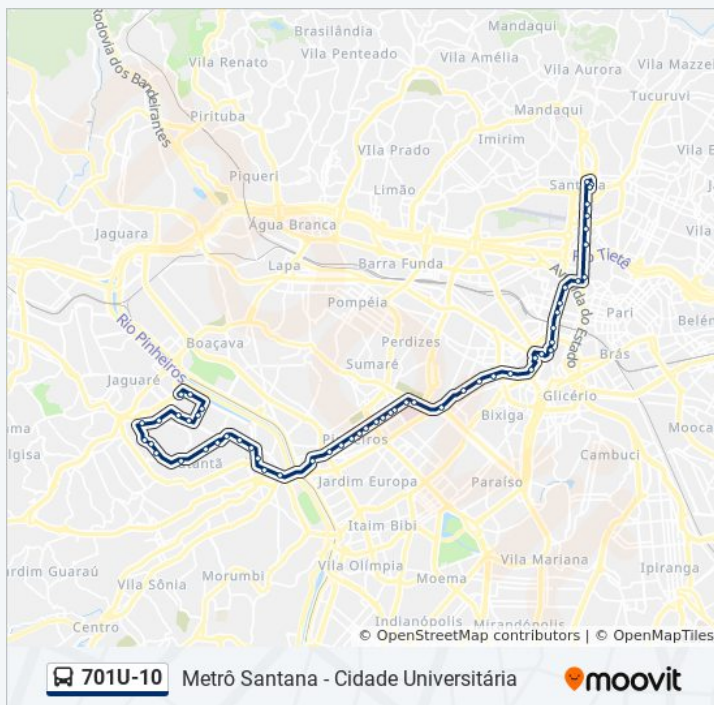 Rodovia dos Bandeirantes
Brasilândia
Mandaqui
Vila Renato
Vila Penteado
Vila Amélia
Vila Mazzei
Vila Aurora
Tucuruvi
Pirituba
Mandaqui
Imirim
Vila Prado
Piqueri
Limão
Santana
Jaguara
Água Branca
Rio Tietê
Lapa
Barra Funda
Avenida do Estado
Pompéia
Pari
Rio Pinheiros
Boaçava
Perdizes
Brás
Sumaré
Jaguaré
Glicério
Bixiga
Mooca
Pinheiros
Butantã
Cambuci
Jardim Europa
Paraíso
Itaim Bibi
Vila Mariana
Vila Olímpia
Ipiranga
Jardim Guaraú
Morumbi
Moema
Vila Sônia
Centro
Indianópolis
Mirandópolis
© OpenStreetMap contributors | © OpenMapTiles
701U-10 Metrô Santana - Cidade Universitária moovit